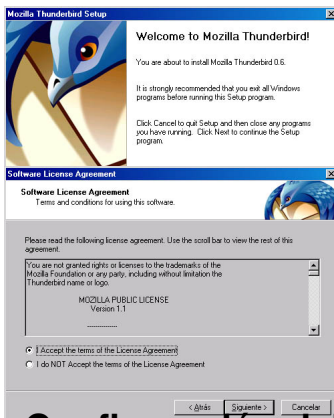 Mozilla Thunderbird Setup
Welcome to Mozilla Thunderbird!
You are about to install Mozilla Thunderbird 0.6.
It is strongly recommended that you exit all Windows
programs before running this Setup program.
Click Cancel to quit Setup and then close any programs
you have running. Click Next to continue the Setup
program.
Software License Agreement
Software License Agreement
Terms and conditions for using this software.
Please read the following license agreement. Use the scroll bar to view the rest of this
agreement.
You are not granted rights or licenses to the trademarks of the
Mozilla Foundation or any party, including without limitation the
Thunderbird name or logo.
MOZILLA PUBLIC LICENSE
Version 1.1
---------------
I Accept the terms of the License Agreement
I do NOT Accept the terms of the License Agreement
< Atrás Siguiente > Cancelar